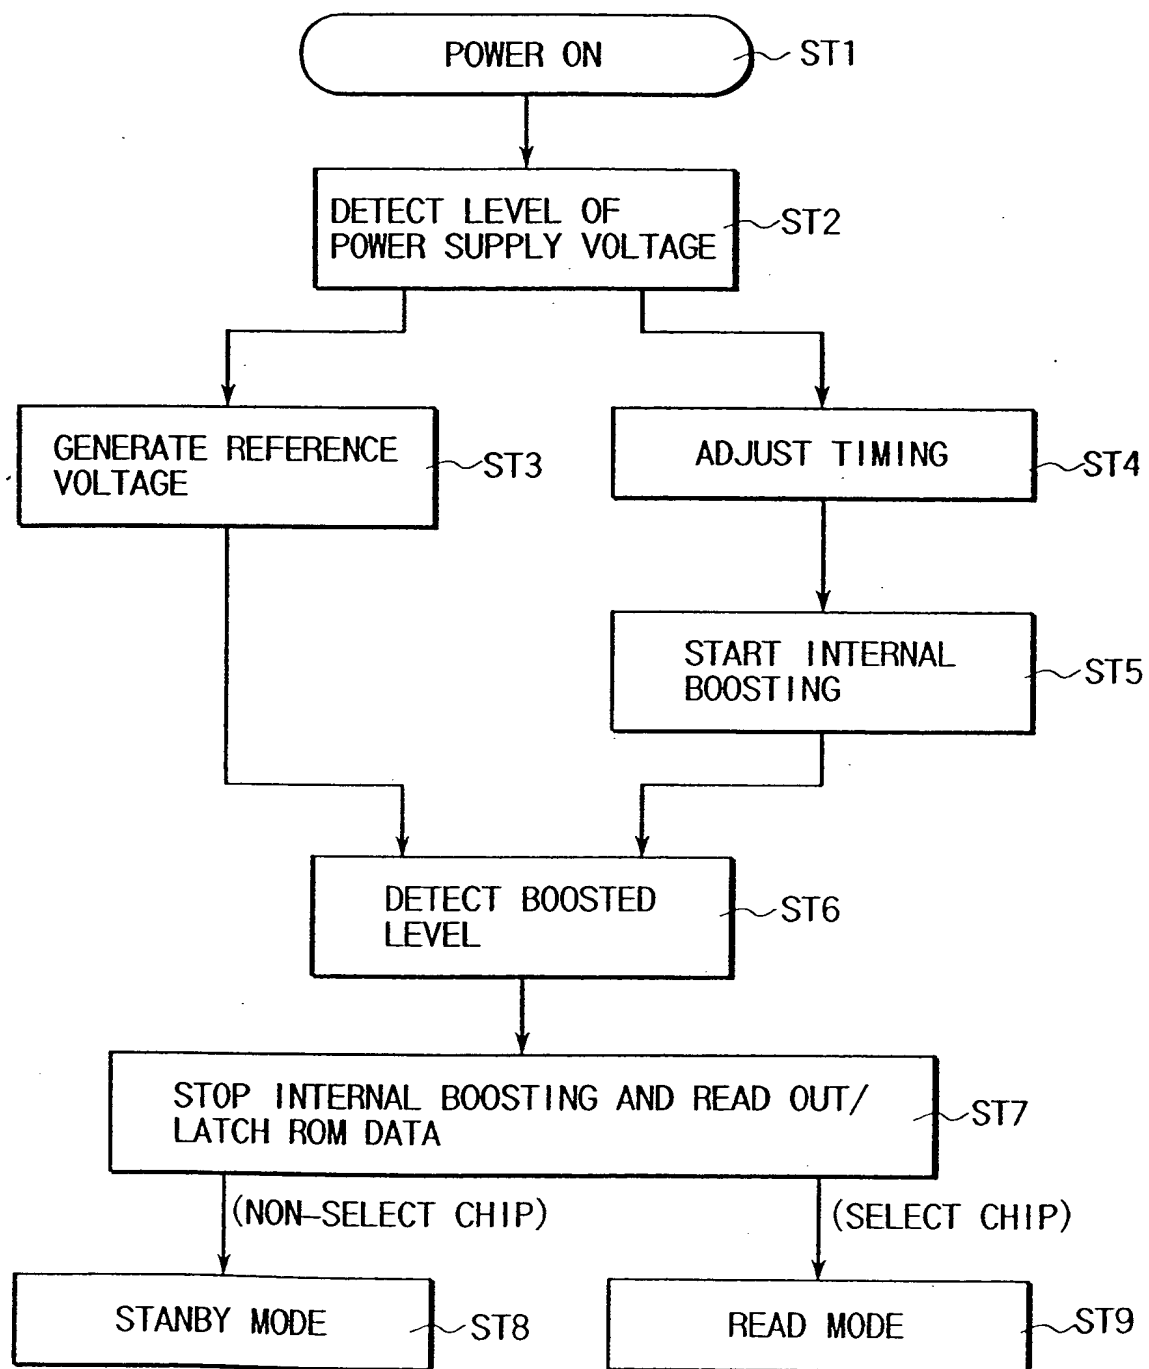 POWER ON
ST1
DETECT LEVEL OF
POWER SUPPLY VOLTAGE
ST2
GENERATE REFERENCE
VOLTAGE
ST3
ADJUST TIMING
ST4
START INTERNAL
BOOSTING
ST5
DETECT BOOSTED
LEVEL
ST6
STOP INTERNAL BOOSTING AND READ OUT/
LATCH ROM DATA
ST7
(NON-SELECT CHIP)
(SELECT CHIP)
STANBY MODE
ST8
READ MODE
ST9